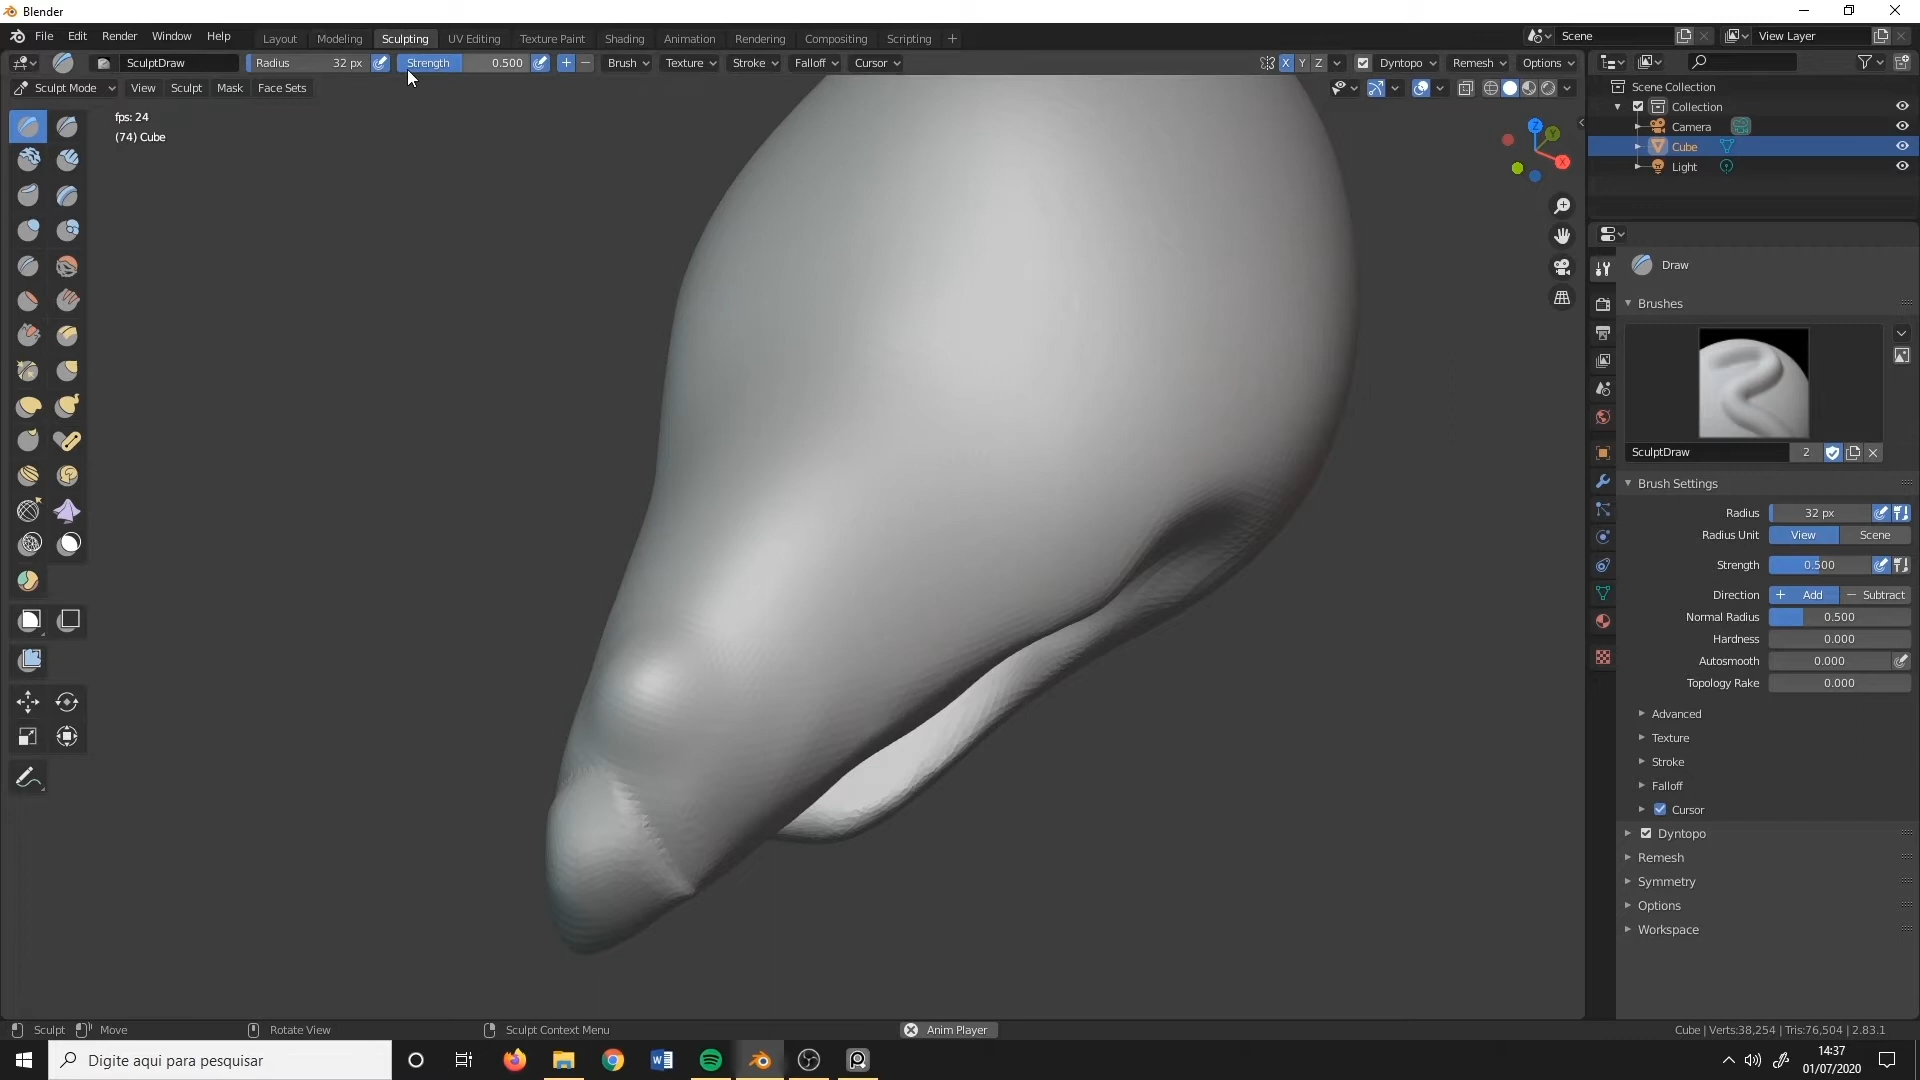 Blender
File Edit Render Window Help Layout Modeling Sculpting UV Editing Texture Paint Shading Animation Rendering Compositing Scripting + Scene View Layer
SculptDraw Radius 32 px Strength 0.500 Brush Texture Stroke Falloff Cursor X Y Z Dyntopo Remesh Options
Sculpt Mode View Sculpt Mask Face Sets
fps: 24
(74) Cube
Z
Y
X
Scene Collection
Collection
Camera
Cube
Light
Draw
Brushes
SculptDraw 2
Brush Settings
Radius 32 px
Radius Unit View Scene
Strength 0.500
Direction + Add − Subtract
Normal Radius 0.500
Hardness 0.000
Autosmooth 0.000
Topology Rake 0.000
Advanced
Texture
Stroke
Falloff
Cursor
Dyntopo
Remesh
Symmetry
Options
Workspace
Sculpt Move Rotate View Sculpt Context Menu Anim Player Cube | Verts:38,254 | Tris:76,504 | 2.83.1
Digite aqui para pesquisar
14:37
01/07/2020